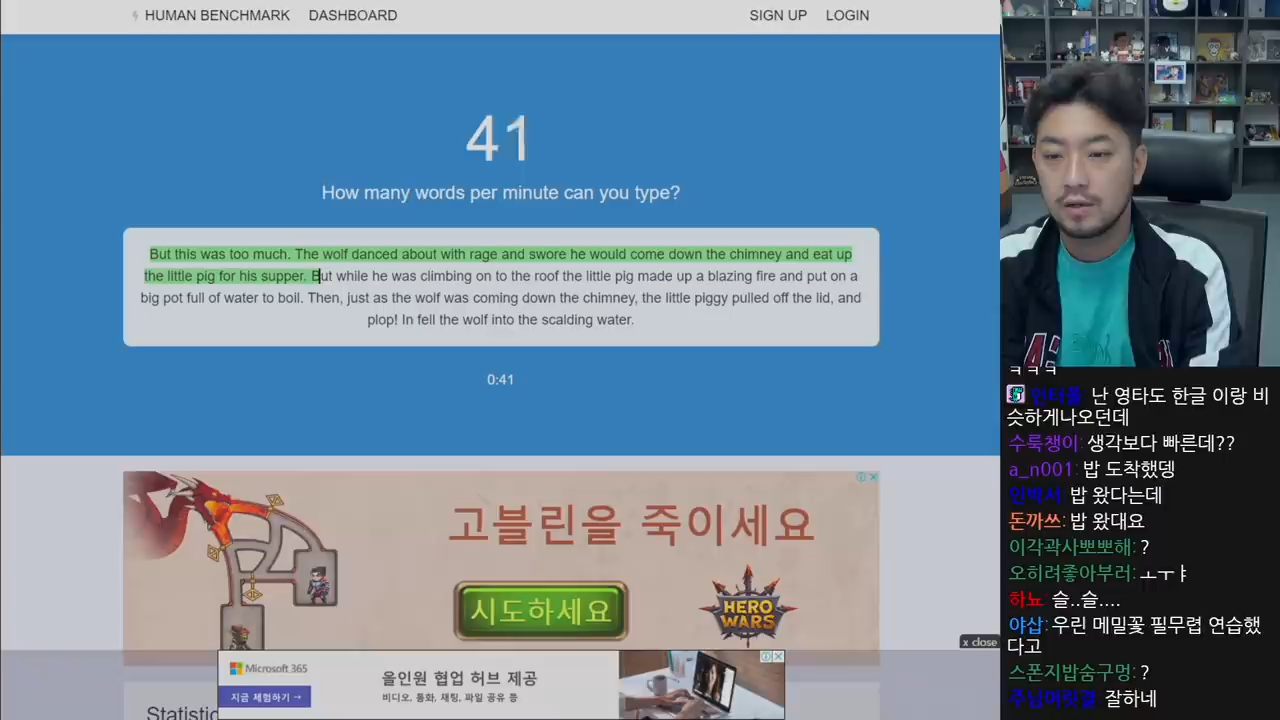 HUMAN BENCHMARK DASHBOARD SIGN UP LOGIN
41
How many words per minute can you type?
But this was too much. The wolf danced about with rage and swore he would come down the chimney and eat up
the little pig for his supper. But while he was climbing on to the roof the little pig made up a blazing fire and put on a
big pot full of water to boil. Then, just as the wolf was coming down the chimney, the little piggy pulled off the lid, and
plop! In fell the wolf into the scalding water.
0:41
고블린을 죽이세요
시도하세요
HERO
WARS
x close
Microsoft 365
지금 체험하기 →
올인원 협업 허브 제공
비디오, 통화, 채팅, 파일 공유 등
Statistic
ㅋㅋㅋ
인터폴: 난 영타도 한글 이랑 비
슷하게나오던데
수룩챙이: 생각보다 빠른데??
a_n001: 밥 도착했뎅
인박서: 밥 왔다는데
돈까쓰: 밥 왔대요
이각곽사뽀뽀해: ?
오히려좋아부러: ㅗㅜㅑ
하뇨: 슬..슬....
야삽: 우린 메밀꽃 필무렵 연습했
다고
스폰지밥숨구멍: ?
주님머릿결: 잘하네